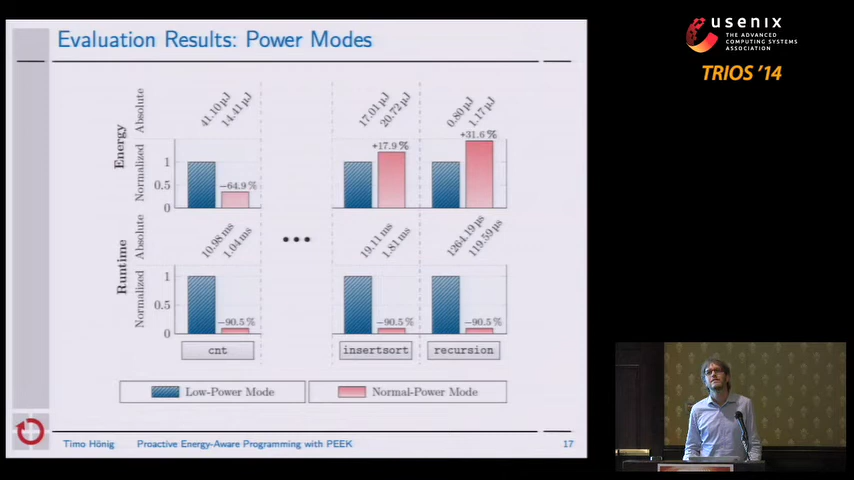 Evaluation Results: Power Modes
usenix
THE ADVANCED
COMPUTING SYSTEMS
ASSOCIATION
TRIOS '14
Energy
Absolute
Normalized
41.10 µJ
14.41 µJ
17.01 µJ
20.72 µJ
0.80 µJ
1.17 µJ
1
0.5
0
−64.9 %
+17.9 %
+31.6 %
•••
Runtime
Absolute
Normalized
10.98 ms
1.04 ms
19.11 ms
1.81 ms
1264.19 µs
119.59 µs
1
0.5
0
−90.5 %
−90.5 %
−90.5 %
cnt
insertsort
recursion
Low-Power Mode
Normal-Power Mode
Timo Hönig
Proactive Energy-Aware Programming with PEEK
17